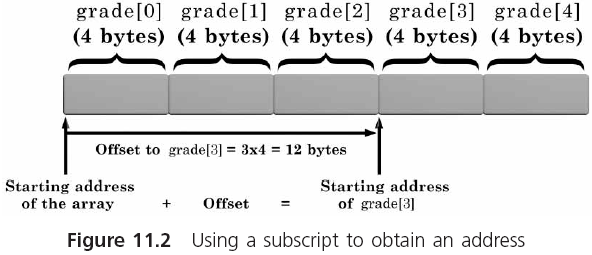 grade[0] grade[1] grade[2] grade[3] grade[4]
(4 bytes) (4 bytes) (4 bytes) (4 bytes) (4 bytes)
Offset to grade[3] = 3x4 = 12 bytes
Starting address Starting address
of the array + Offset = of grade[3]
Figure 11.2 Using a subscript to obtain an address